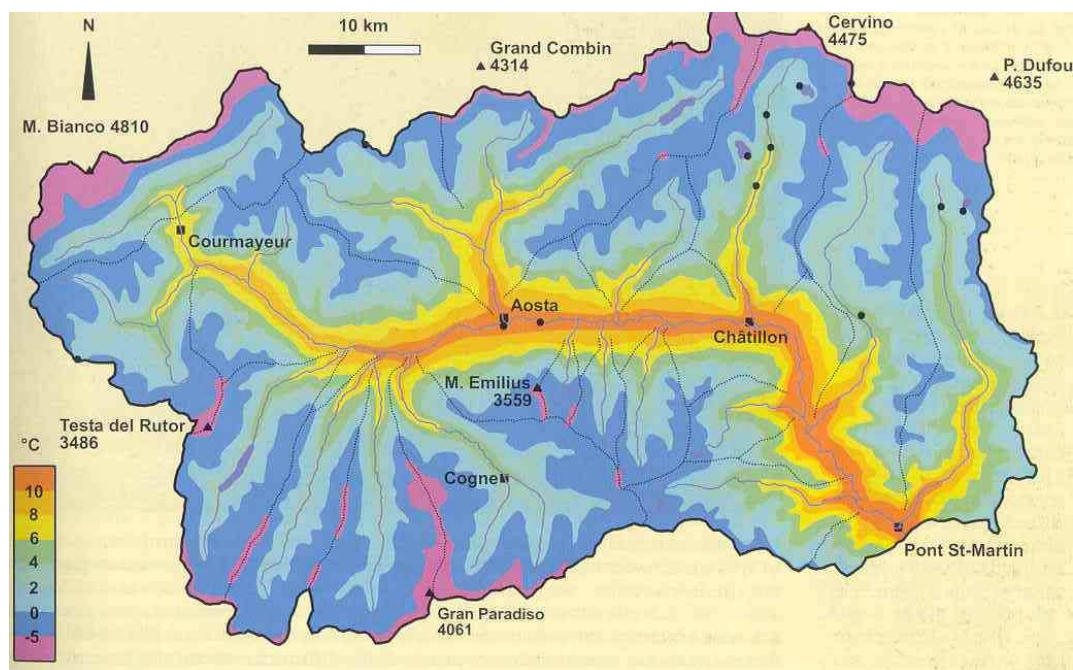 N
10 km
Grand Combin
4314
Cervino
4475
P. Dufou
4635
M. Bianco 4810
Courmayeur
Aosta
Châtillon
M. Emilius
3559
Testa del Rutor
3486
Cogne
°C
10
8
6
4
2
0
-5
Pont St-Martin
Gran Paradiso
4061